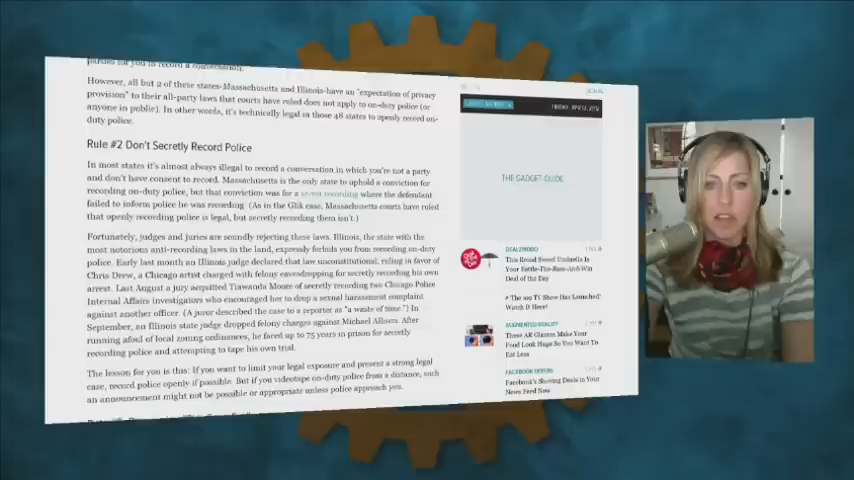 parties for you to record a conversation.
However, all but 2 of these states-Massachusetts and Illinois-have an "expectation of privacy
provision" to their all-party laws that courts have ruled does not apply to on-duty police (or
anyone in public). In other words, it's technically legal in those 48 states to openly record on-
duty police.
Rule #2 Don't Secretly Record Police
In most states it's almost always illegal to record a conversation in which you're not a party
and don't have consent to record. Massachusetts is the only state to uphold a conviction for
recording on-duty police, but that conviction was for a secret recording where the defendant
failed to inform police he was recording. (As in the Glik case, Massachusetts courts have ruled
that openly recording police is legal, but secretly recording them isn't.)
Fortunately, judges and juries are soundly rejecting these laws. Illinois, the state with the
most notorious anti-recording laws in the land, expressly forbids you from recording on-duty
police. Early last month an Illinois judge declared that law unconstitutional, ruling in favor of
Chris Drew, a Chicago artist charged with felony eavesdropping for secretly recording his own
arrest. Last August a jury acquitted Tiawanda Moore of secretly recording two Chicago Police
Internal Affairs investigators who encouraged her to drop a sexual harassment complaint
against another officer. (A juror described the case to a reporter as "a waste of time.") In
September, an Illinois state judge dropped felony charges against Michael Allison. After
running afoul of local zoning ordinances, he faced up to 75 years in prison for secretly
recording police and attempting to tape his own trial.
The lesson for you is this: If you want to limit your legal exposure and present a strong legal
case, record police openly if possible. But if you videotape on-duty police from a distance, such
an announcement might not be possible or appropriate unless police approach you.
THE GADGET GUIDE
DEALZMODO
This Broad Sword Umbrella Is
Your Battle-The-Rain-And-Win
Deal of the Day
The 100 TV Show Has Launched!
Watch It Here!
AUGMENTED REALITY
These AR Glasses Make Your
Food Look Huge So You Want To
Eat Less
FACEBOOK OFFERS
Facebook's Shoving Deals in Your
News Feed Now